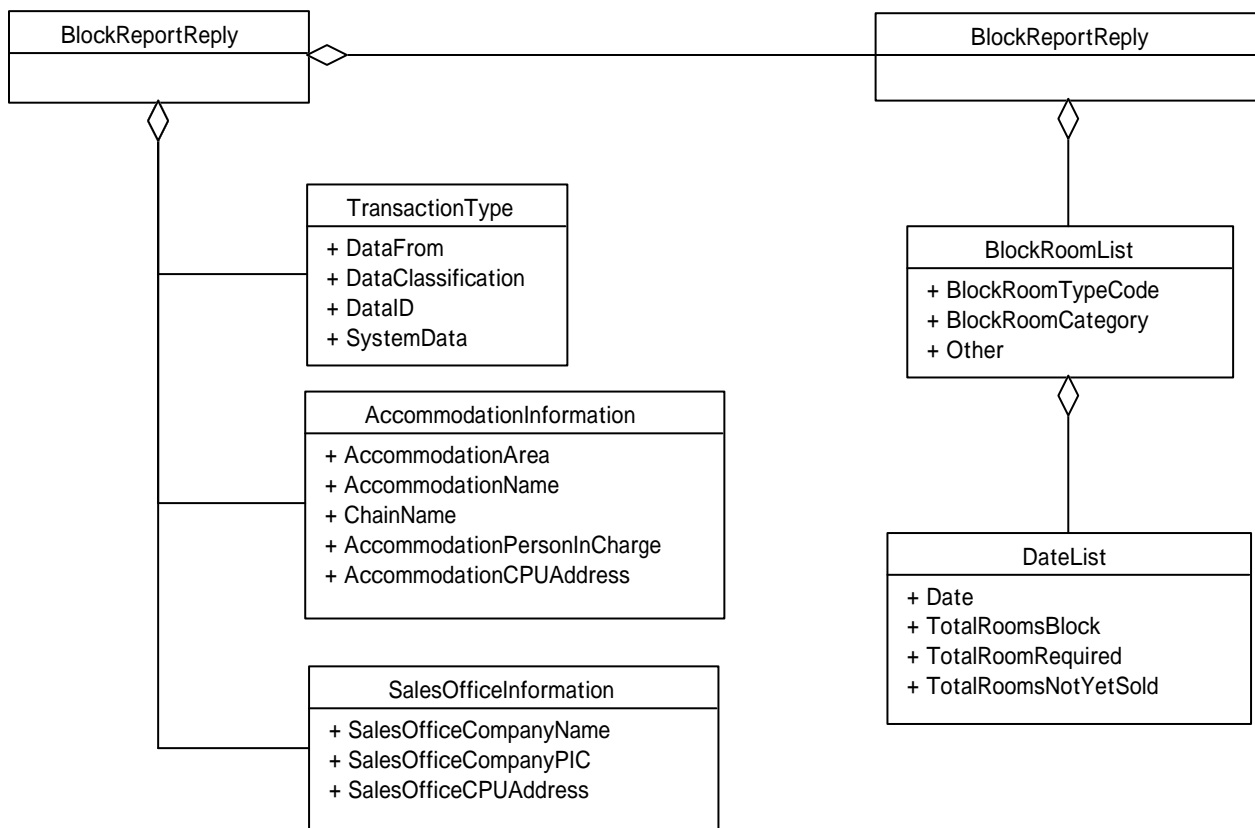 BlockReportReply
BlockReportReply
TransactionType
+ DataFrom
+ DataClassification
+ DataID
+ SystemData
BlockRoomList
+ BlockRoomTypeCode
+ BlockRoomCategory
+ Other
AccommodationInformation
+ AccommodationArea
+ AccommodationName
+ ChainName
+ AccommodationPersonInCharge
+ AccommodationCPUAddress
DateList
+ Date
+ TotalRoomsBlock
+ TotalRoomRequired
+ TotalRoomsNotYetSold
SalesOfficeInformation
+ SalesOfficeCompanyName
+ SalesOfficeCompanyPIC
+ SalesOfficeCPUAddress